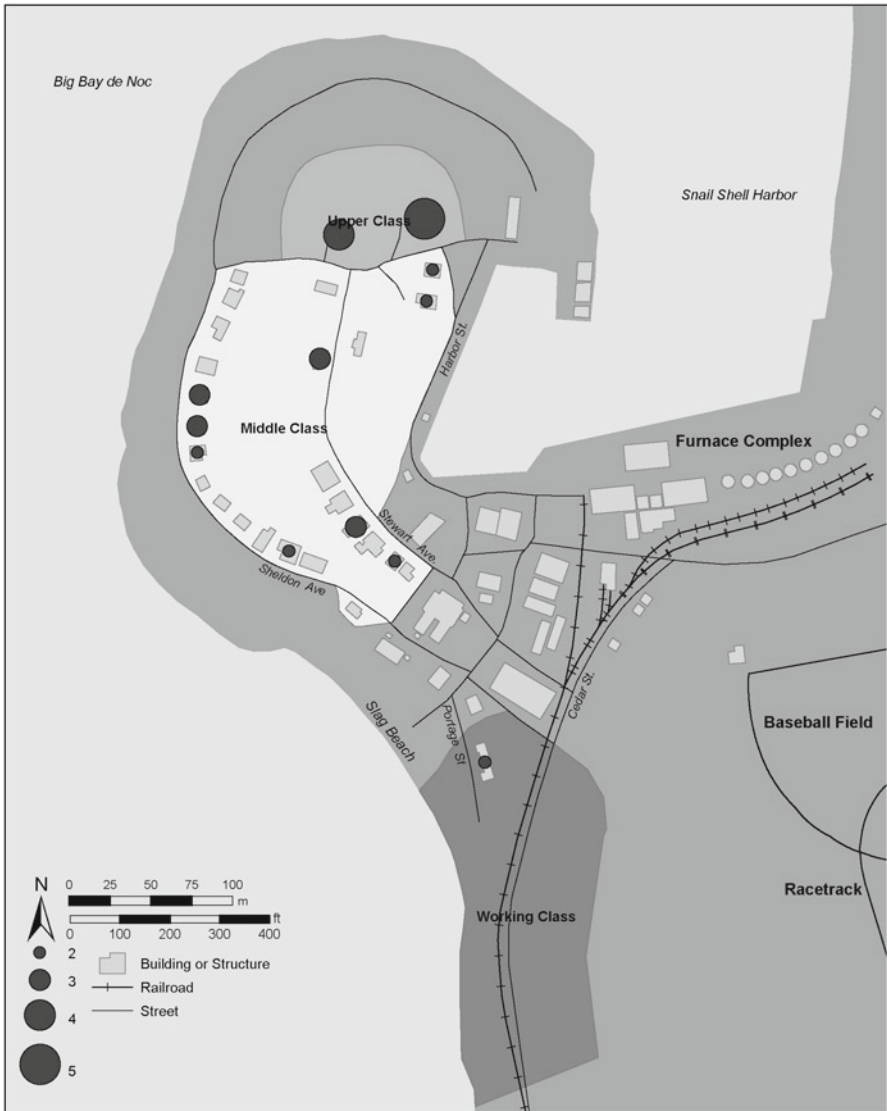 Big Bay de Noc
Snail Shell Harbor
Upper Class
Harbor St.
Middle Class
Furnace Complex
Stewart Ave.
Sheldon Ave
Cedar St.
Slag Beach
Portage St
Baseball Field
Racetrack
Working Class
N
0 25 50 75 100
m
ft
0 100 200 300 400
2
3
4
5
Building or Structure
Railroad
Street